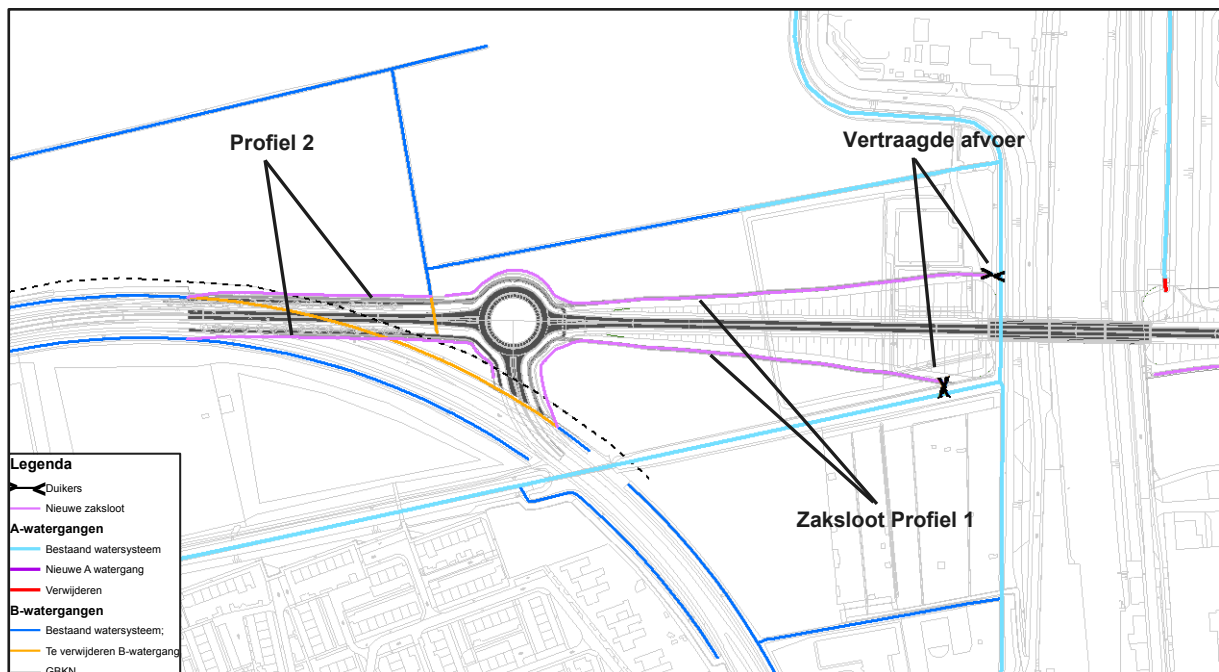 Profiel 2
Vertraagde afvoer
Zaksloot Profiel 1
Legenda
Duikers
Nieuwe zaksloot
A-watergangen
Bestaand watersysteem
Nieuwe A watergang
Verwijderen
B-watergangen
Bestaand watersysteem;
Te verwijderen B-watergang
GBKN